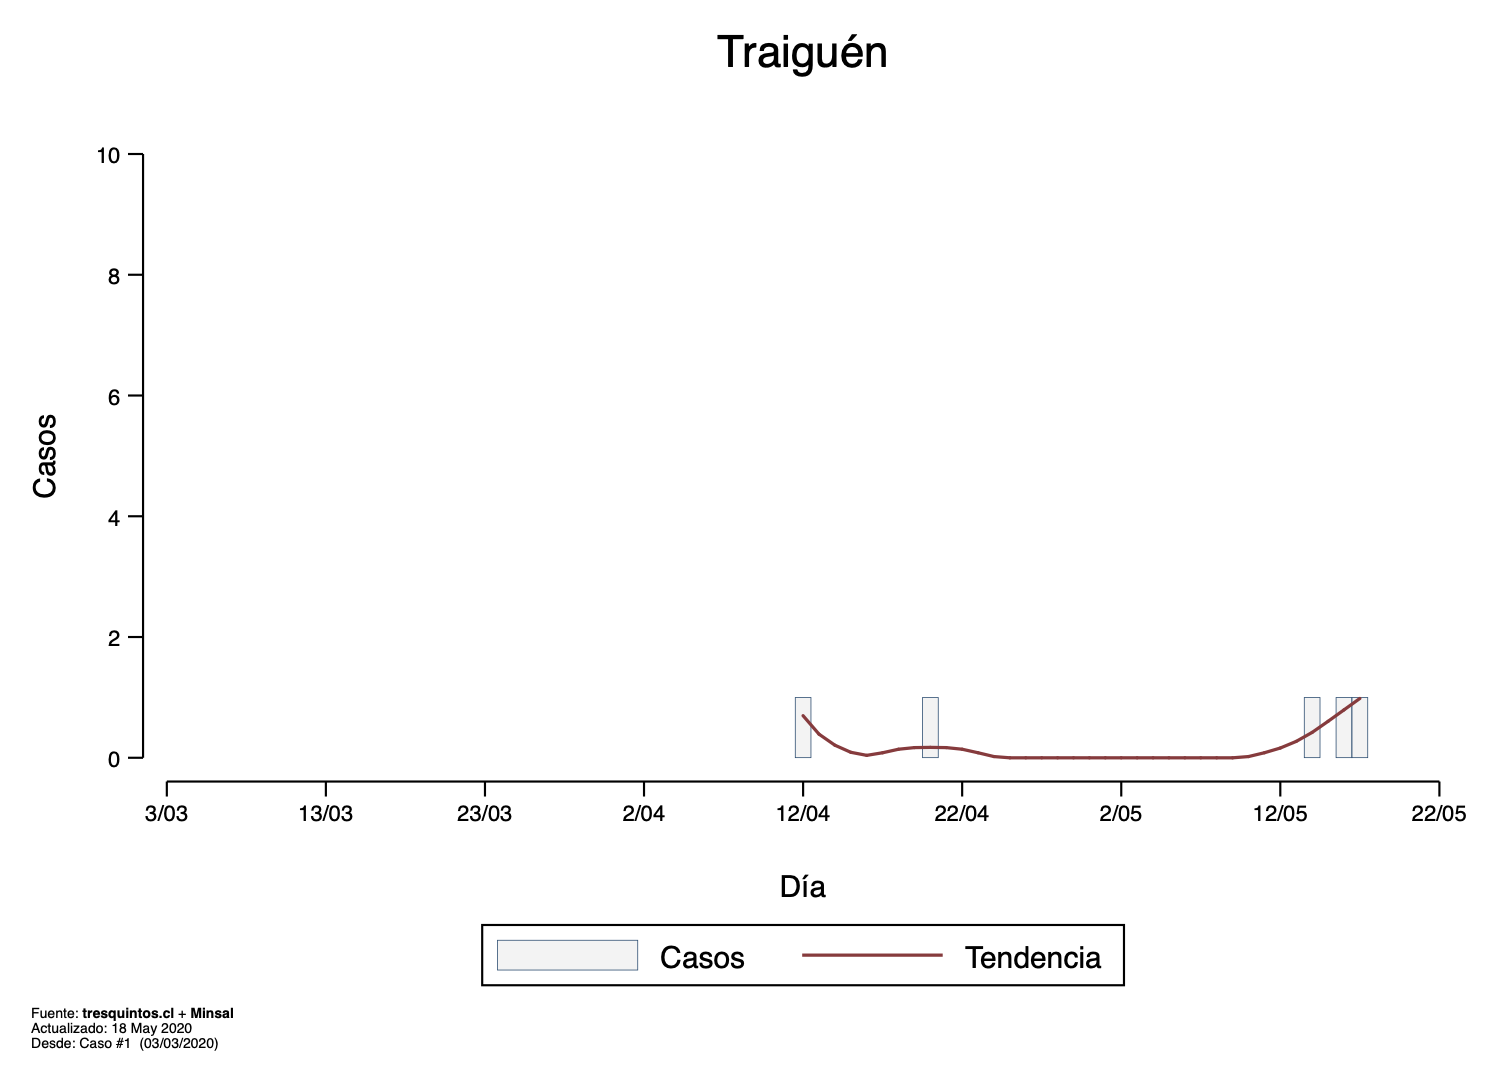 Traiguén
10
8
6
4
2
0
Casos
3/03 13/03 23/03 2/04 12/04 22/04 2/05 12/05 22/05
Día
Casos Tendencia
Fuente: tresquintos.cl + Minsal
Actualizado: 18 May 2020
Desde: Caso #1 (03/03/2020)